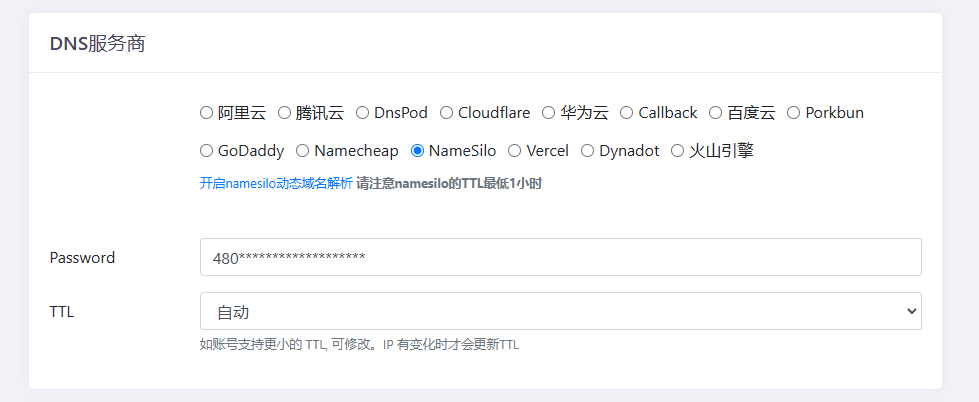 DNS服务商
阿里云 腾讯云 DnsPod Cloudflare 华为云 Callback 百度云 Porkbun
GoDaddy Namecheap NameSilo Vercel Dynadot 火山引擎
开启namesilo动态域名解析 请注意namesilo的TTL最低1小时
Password 480*******************
TTL 自动
如账号支持更小的 TTL, 可修改。IP 有变化时才会更新TTL